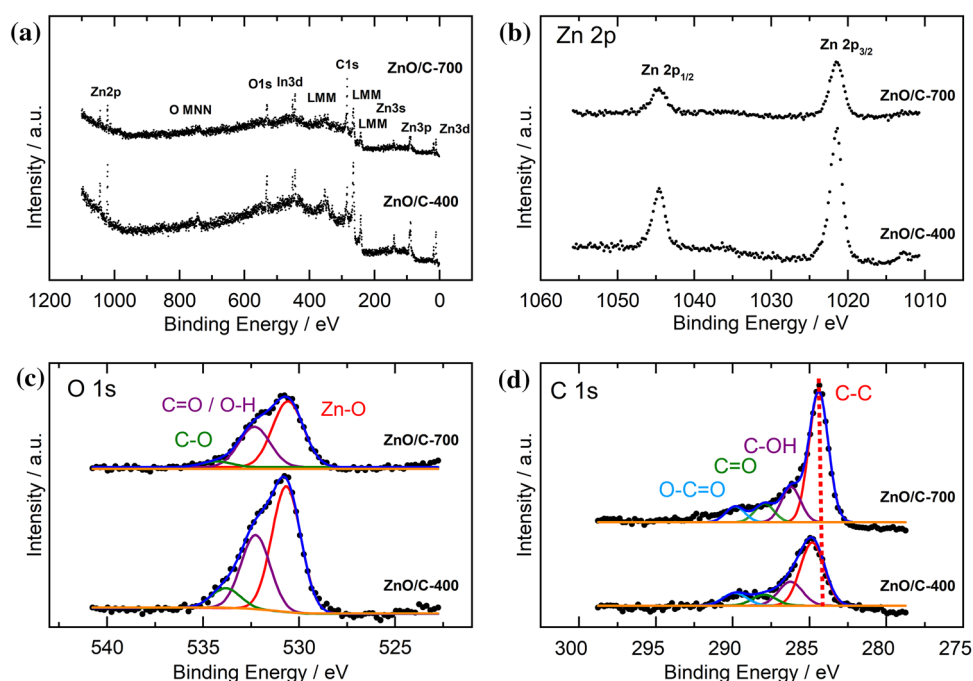 (a)
ZnO/C-700
C1s
In3d
O1s
LMM
LMM
Zn2p
Zn3s
O MNN
LMM
Zn3p
Zn3d
ZnO/C-400
Intensity / a.u.
1200 1000 800 600 400 200 0
Binding Energy / eV
(b)
Zn 2p
Zn 2p3/2
Zn 2p1/2
ZnO/C-700
ZnO/C-400
Intensity / a.u.
1060 1050 1040 1030 1020 1010
Binding Energy / eV
(c)
O 1s
C=O / O-H
Zn-O
C-O
ZnO/C-700
ZnO/C-400
Intensity / a.u.
540 535 530 525
Binding Energy / eV
(d)
C 1s
C-C
C-OH
C=O
O-C=O
ZnO/C-700
ZnO/C-400
Intensity / a.u.
300 295 290 285 280 275
Binding Energy / eV